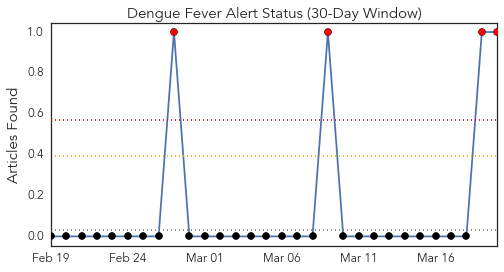 Dengue Fever Alert Status (30-Day Window)
Articles Found
1.0
0.8
0.6
0.4
0.2
0.0
Feb 19 Feb 24 Mar 01 Mar 06 Mar 11 Mar 16